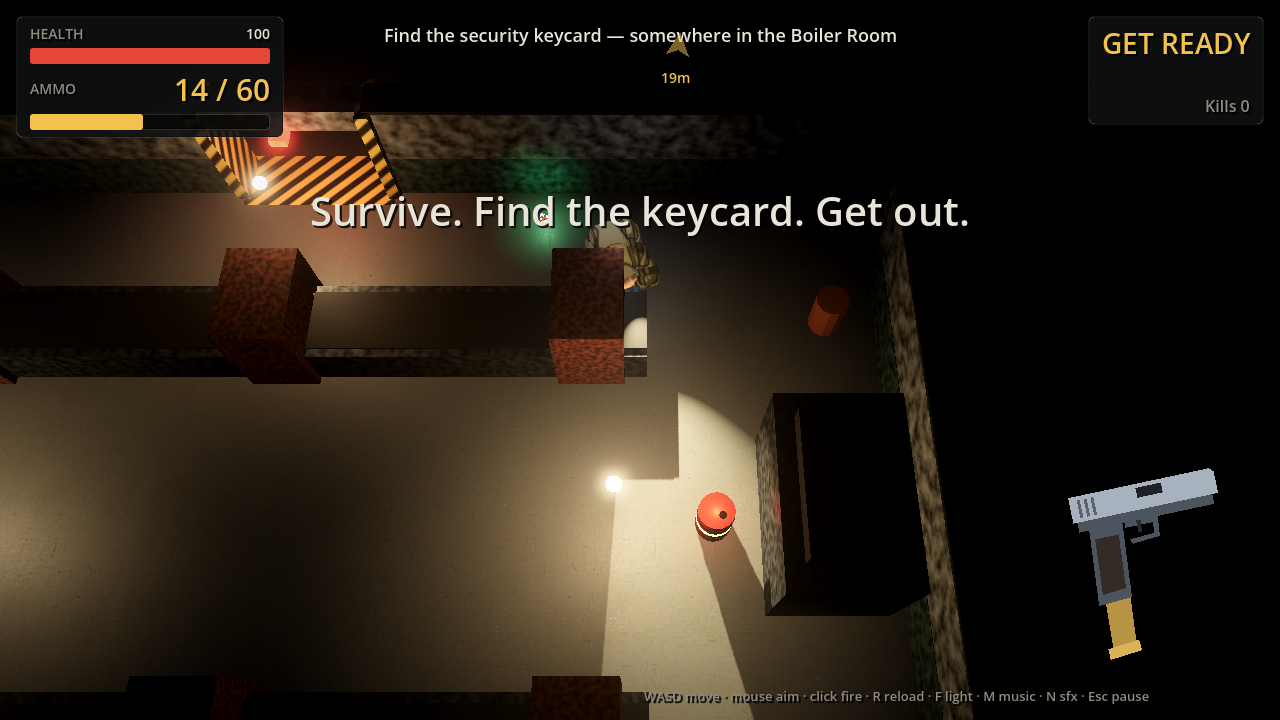 HEALTH 100
AMMO 14 / 60
Find the security keycard — somewhere in the Boiler Room
19m
GET READY
Kills 0
Survive. Find the keycard. Get out.
WASD move · mouse aim · click fire · R reload · F light · M music · N sfx · Esc pause